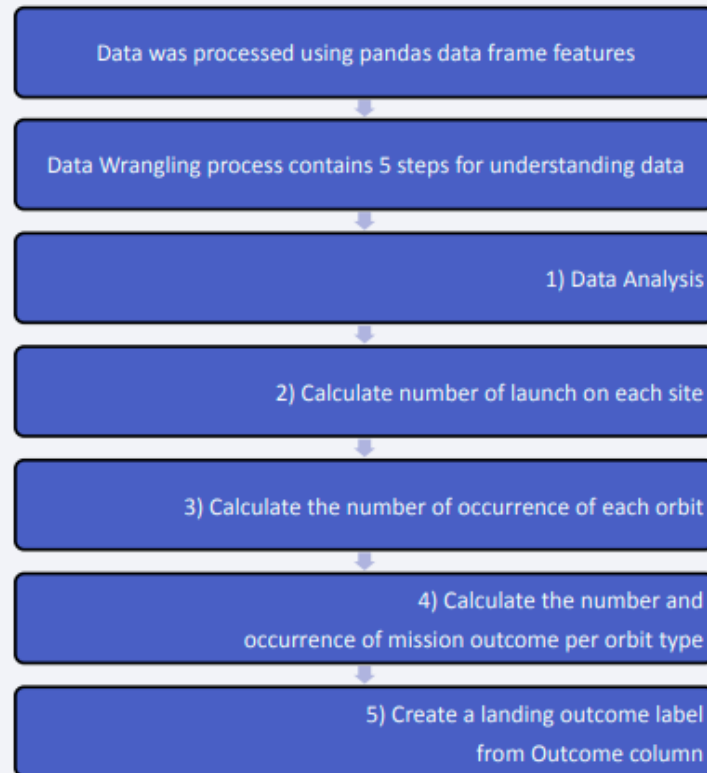 Data was processed using pandas data frame features
Data Wrangling process contains 5 steps for understanding data
1) Data Analysis
2) Calculate number of launch on each site
3) Calculate the number of occurrence of each orbit
4) Calculate the number and
occurrence of mission outcome per orbit type
5) Create a landing outcome label
from Outcome column